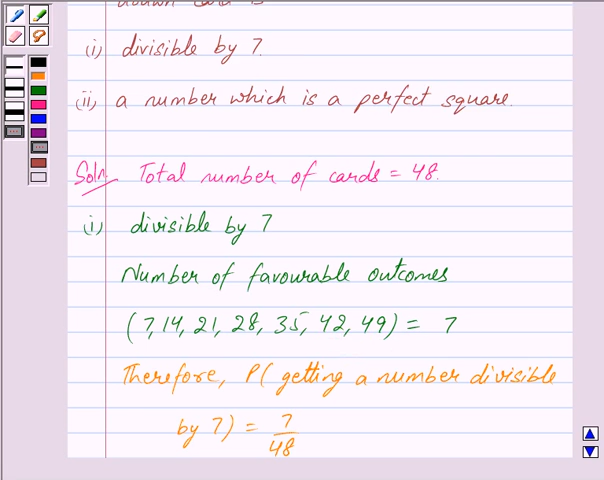 (i) divisible by 7.
(ii) a number which is a perfect square.
Soln. Total number of cards = 48.
(i) divisible by 7
Number of favourable outcomes
(7, 14, 21, 28, 35, 42, 49) = 7
Therefore, P( getting a number divisible
by 7) = 7/48